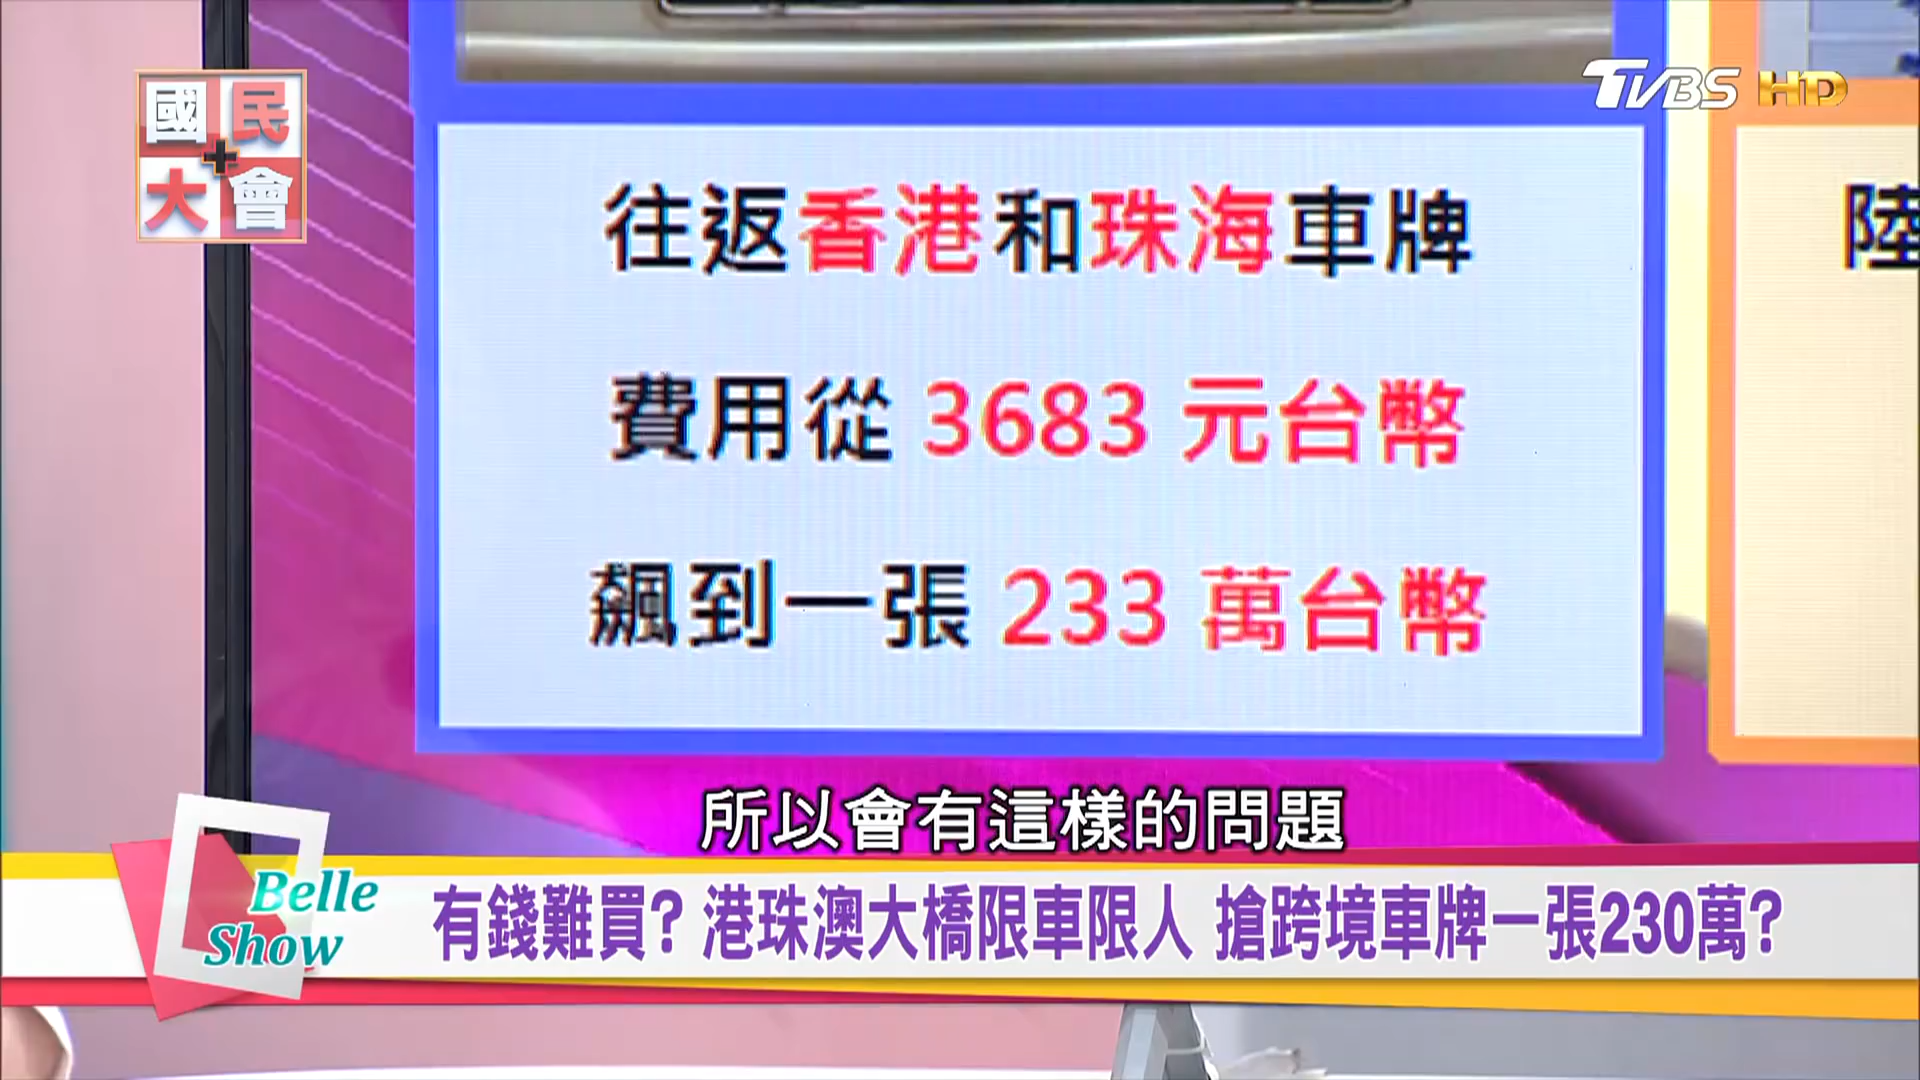 國民
大會
TVBS HD
往返香港和珠海車牌
費用從 3683 元台幣
飆到一張 233 萬台幣
陸
所以會有這樣的問題
Belle
Show
有錢難買? 港珠澳大橋限車限人 搶跨境車牌一張230萬?